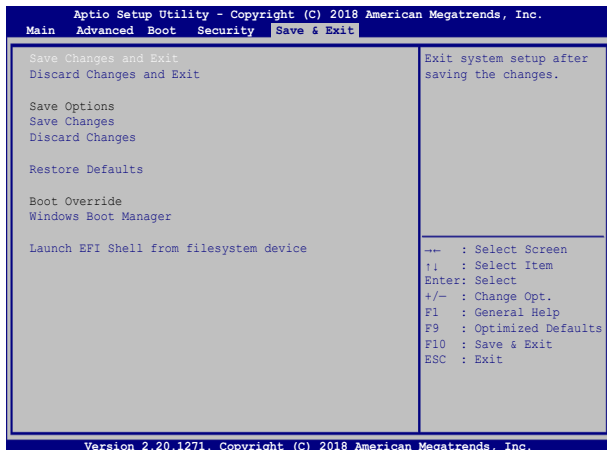 Aptio Setup Utility - Copyright (C) 2018 American Megatrends, Inc.
Main Advanced Boot Security Save & Exit
Save Changes and Exit
Discard Changes and Exit
Save Options
Save Changes
Discard Changes
Restore Defaults
Boot Override
Windows Boot Manager
Launch EFI Shell from filesystem device
Exit system setup after
saving the changes.
→← : Select Screen
↑↓ : Select Item
Enter: Select
+/— : Change Opt.
F1 : General Help
F9 : Optimized Defaults
F10 : Save & Exit
ESC : Exit
Version 2.20.1271. Copyright (C) 2018 American Megatrends, Inc.